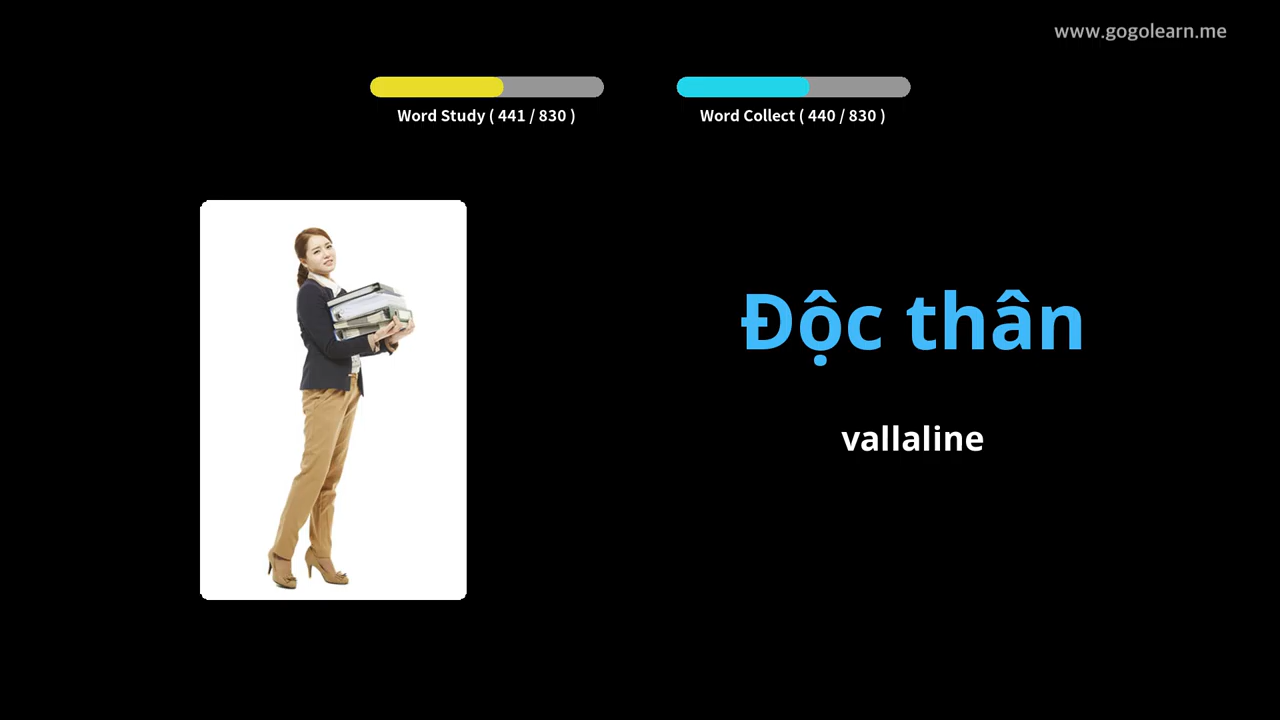 www.gogolearn.me
Word Study ( 441 / 830 )
Word Collect ( 440 / 830 )
Độc thân
vallaline